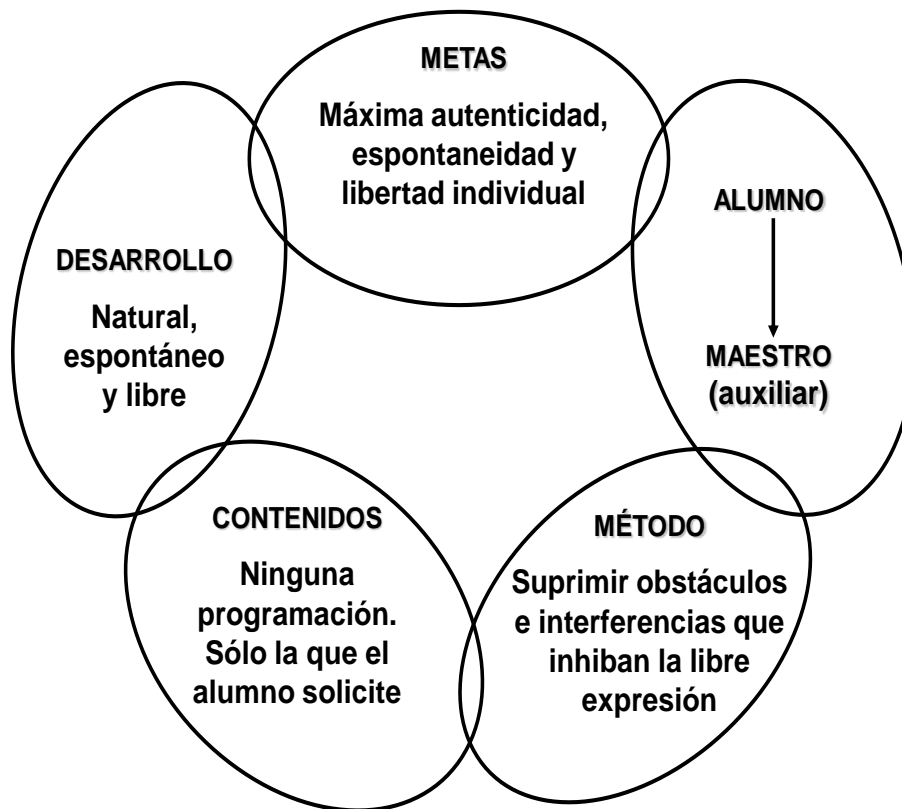 METAS
Máxima autenticidad,
espontaneidad y
libertad individual
ALUMNO
MAESTRO
(auxiliar)
DESARROLLO
Natural,
espontáneo
y libre
CONTENIDOS
Ninguna
programación.
Sólo la que el
alumno solicite
MÉTODO
Suprimir obstáculos
e interferencias que
inhiban la libre
expresión